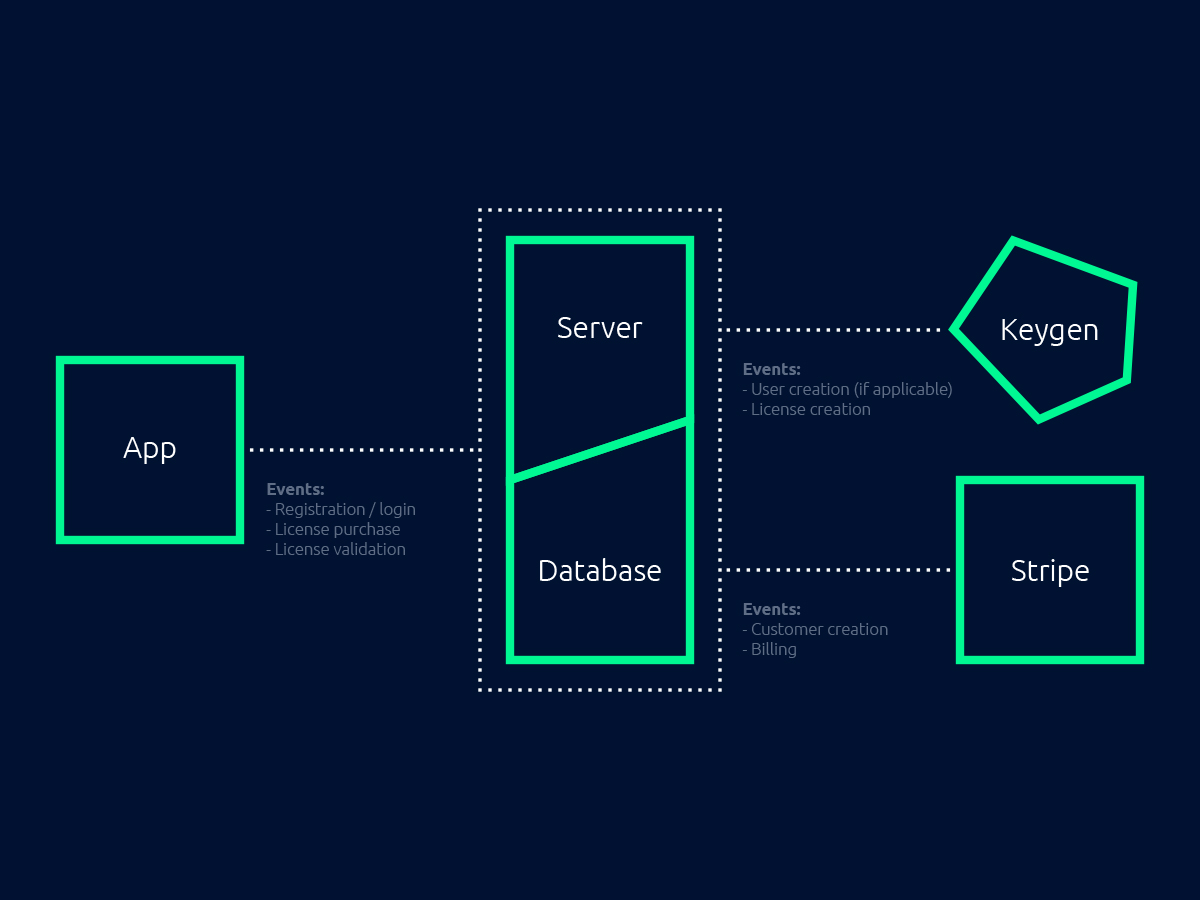 App
Events:
- Registration / login
- License purchase
- License validation
Server
Database
Keygen
Events:
- User creation (if applicable)
- License creation
Stripe
Events:
- Customer creation
- Billing